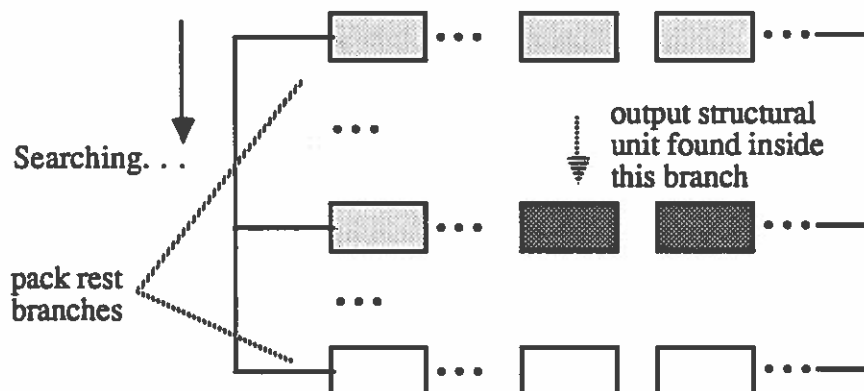 Searching. . .
output structural
unit found inside
this branch
pack rest
branches